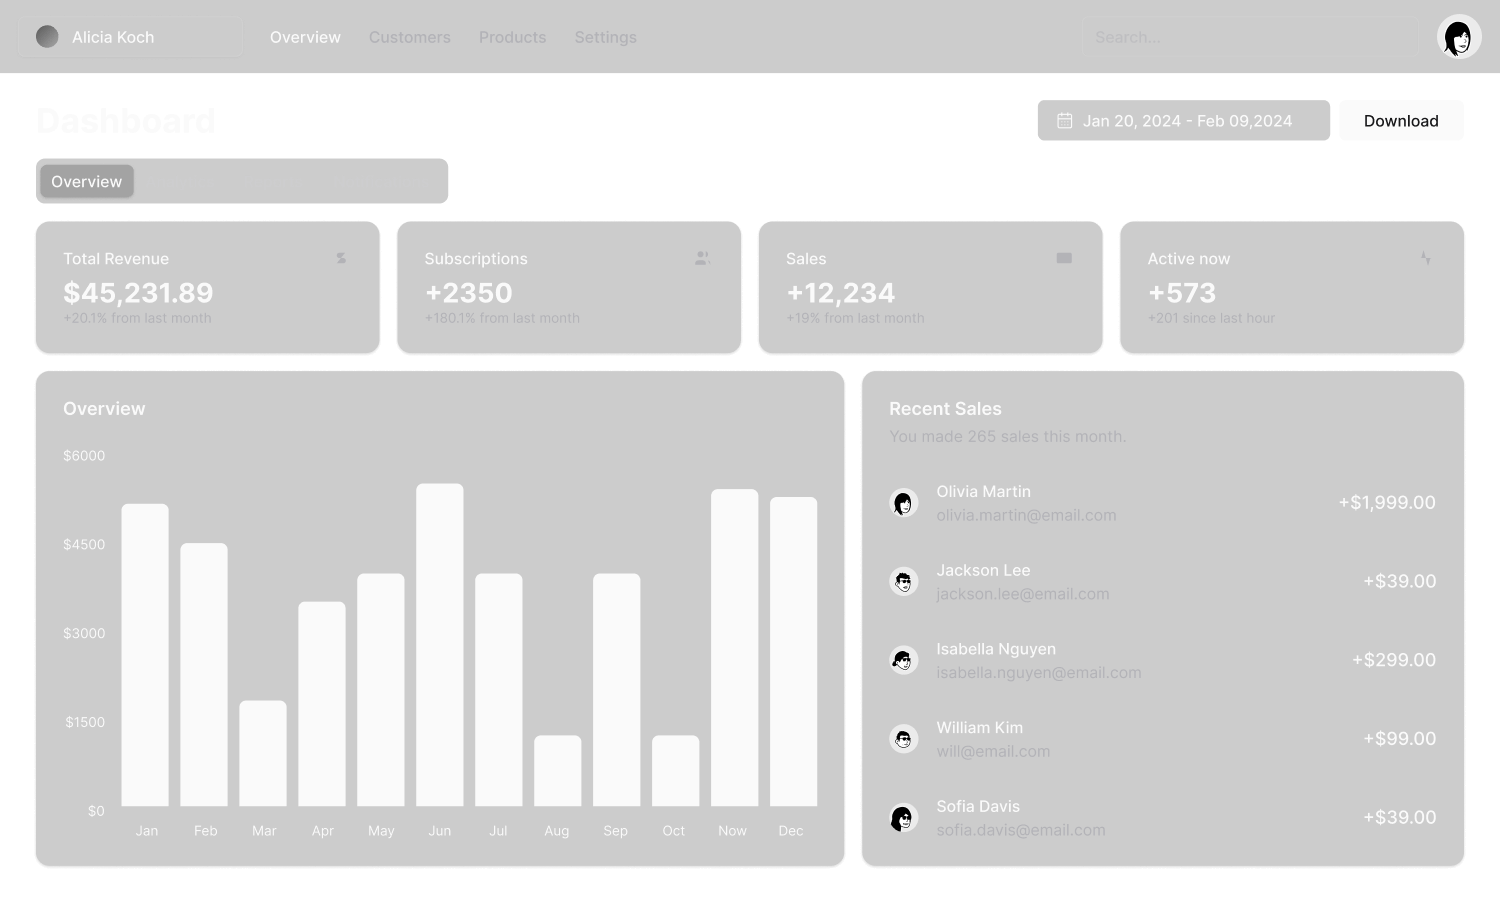 Alicia Koch
Overview
Customers
Products
Settings
Search...
Dashboard
Jan 20, 2024 - Feb 09,2024
Download
Overview
Total Revenue
$45,231.89
+20.1% from last month
Subscriptions
+2350
+180.1% from last month
Sales
+12,234
+19% from last month
Active now
+573
+201 since last hour
Overview
$6000
$4500
$3000
$1500
$0
Jan
Feb
Mar
Apr
May
Jun
Jul
Aug
Sep
Oct
Now
Dec
Recent Sales
You made 265 sales this month.
Olivia Martin
olivia.martin@email.com
+$1,999.00
Jackson Lee
jackson.lee@email.com
+$39.00
Isabella Nguyen
isabella.nguyen@email.com
+$299.00
William Kim
will@email.com
+$99.00
Sofia Davis
sofia.davis@email.com
+$39.00